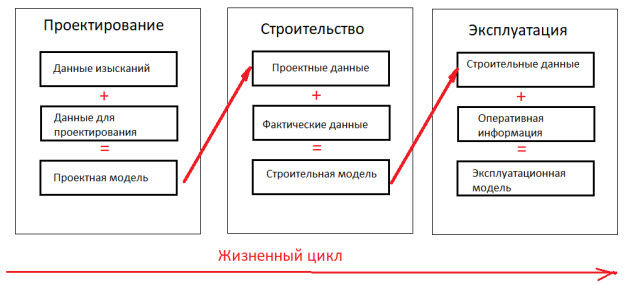 Проектирование
Данные изысканий
+
Данные для
проектирования
=
Проектная модель
Строительство
Проектные данные
+
Фактические данные
=
Строительная модель
Эксплуатация
Строительные данные
+
Оперативная
информация
=
Эксплуатационная
модель
Жизненный цикл